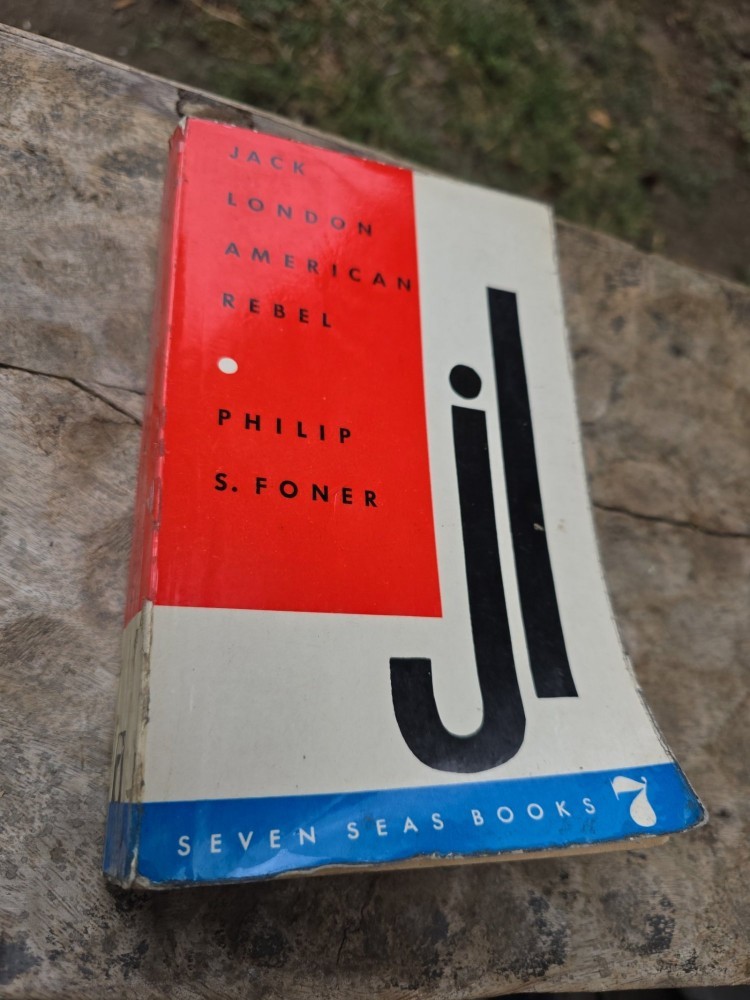 JACK
LONDON
AMERICAN
REBEL
PHILIP
S. FONER
jl
SEVEN SEAS BOOKS 7